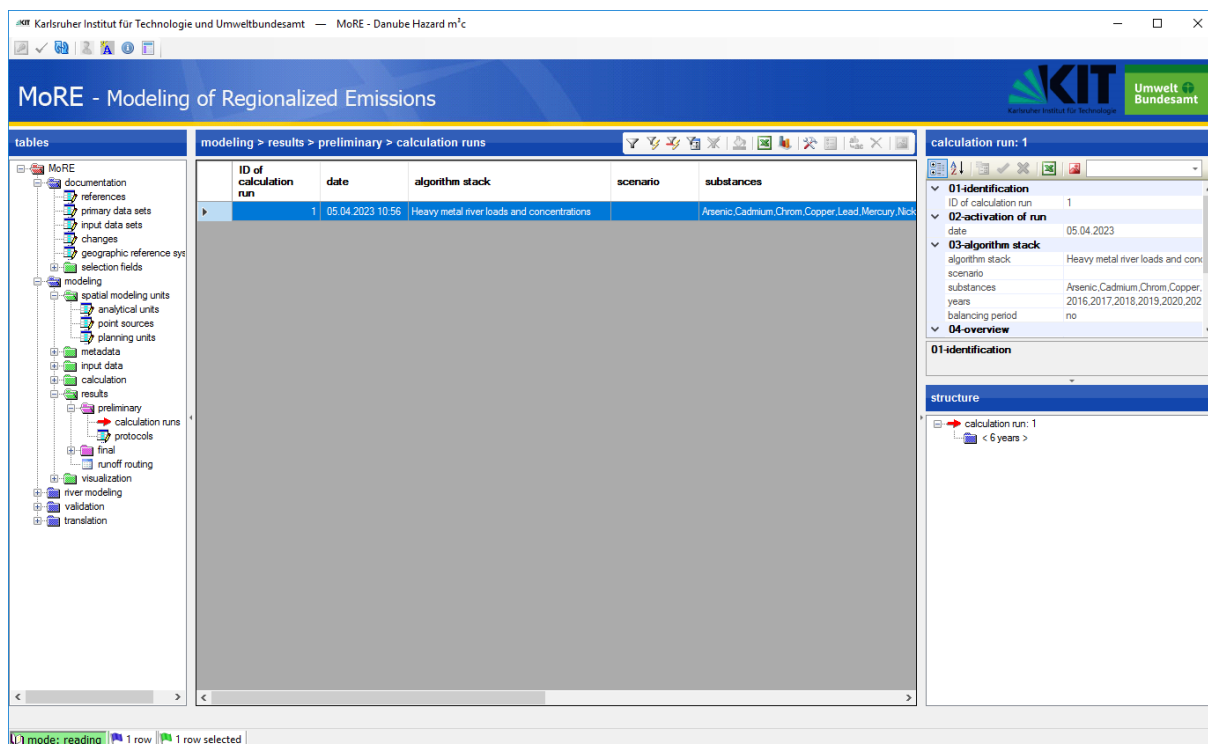 Karlsruher Institut für Technologie und Umweltbundesamt — MoRE - Danube Hazard m³c
MoRE - Modeling of Regionalized Emissions
KIT
Karlsruher Institut für Technologie
Umwelt
Bundesamt
tables
MoRE
documentation
references
primary data sets
input data sets
changes
geographic reference sys
selection fields
modeling
spatial modeling units
analytical units
point sources
planning units
metadata
input data
calculation
results
preliminary
calculation runs
protocols
final
runoff routing
visualization
river modeling
validation
translation
modeling > results > preliminary > calculation runs
ID of calculation run date algorithm stack scenario substances
1 05.04.2023 10:56 Heavy metal river loads and concentrations Arsenic,Cadmium,Chrom,Copper,Lead,Mercury,Nick
calculation run: 1
01-identification
ID of calculation run 1
02-activation of run
date 05.04.2023
03-algorithm stack
algorithm stack Heavy metal river loads and conc
scenario
substances Arsenic,Cadmium,Chrom,Copper,
years 2016,2017,2018,2019,2020,202
balancing period no
04-overview
01-identification
structure
calculation run: 1
< 6 years >
mode: reading 1 row 1 row selected